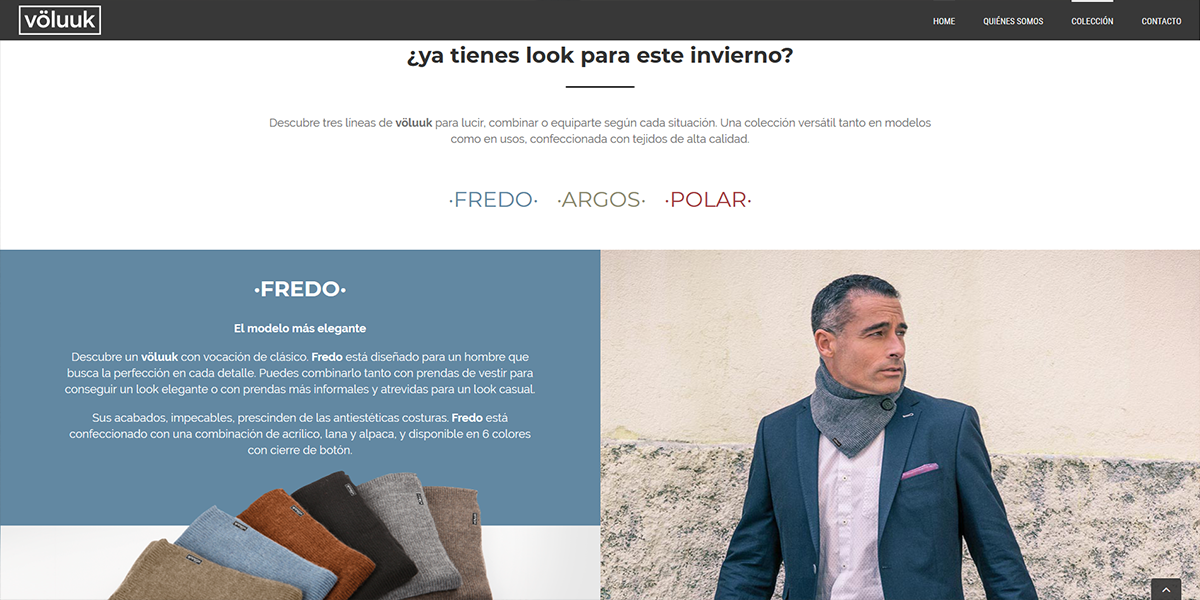 völuuk
HOME QUIÉNES SOMOS COLECCIÓN CONTACTO
¿ya tienes look para este invierno?
Descubre tres líneas de völuuk para lucir, combinar o equiparte según cada situación. Una colección versátil tanto en modelos
como en usos, confeccionada con tejidos de alta calidad.
·FREDO· ·ARGOS· ·POLAR·
·FREDO·
El modelo más elegante
Descubre un völuuk con vocación de clásico. Fredo está diseñado para un hombre que
busca la perfección en cada detalle. Puedes combinarlo tanto con prendas de vestir para
conseguir un look elegante o con prendas más informales y atrevidas para un look casual.
Sus acabados, impecables, prescinden de las antiestéticas costuras. Fredo está
confeccionado con una combinación de acrílico, lana y alpaca, y disponible en 6 colores
con cierre de botón.